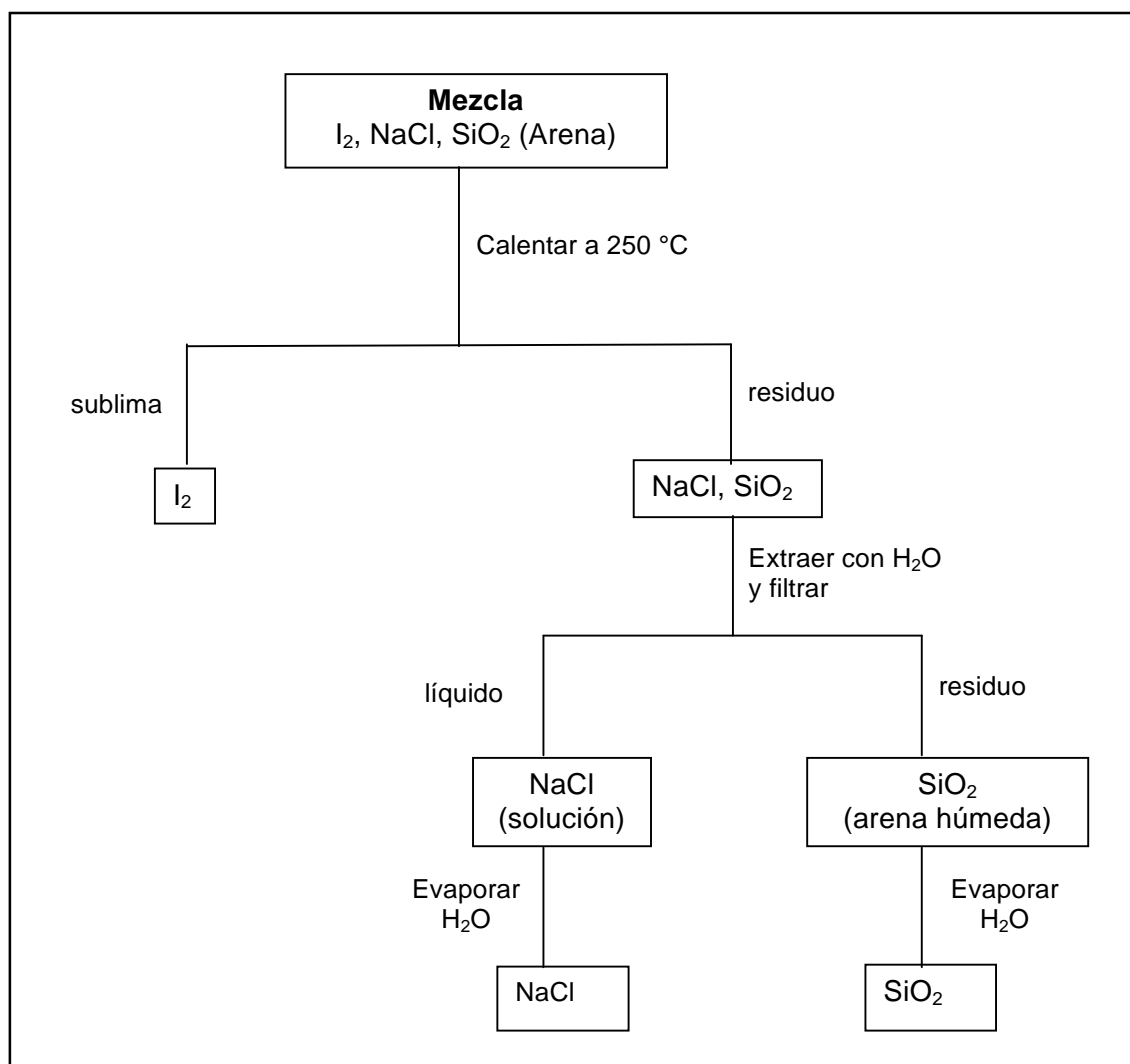 Mezcla
I₂, NaCl, SiO₂ (Arena)
Calentar a 250 °C
sublima
residuo
I₂
NaCl, SiO₂
Extraer con H₂O
y filtrar
líquido
residuo
NaCl
(solución)
SiO₂
(arena húmeda)
Evaporar
H₂O
Evaporar
H₂O
NaCl
SiO₂